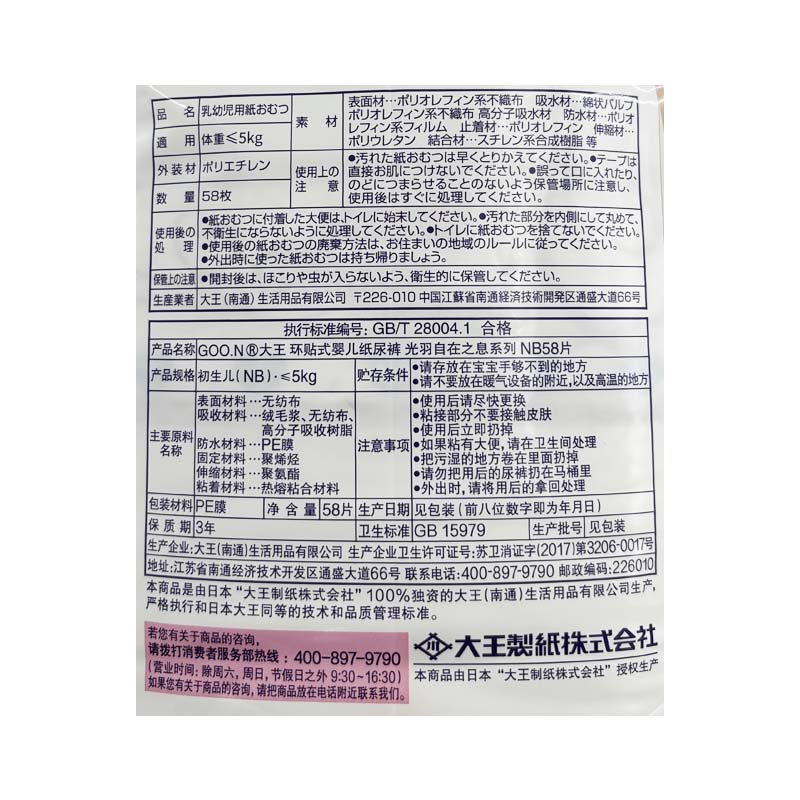 品 名 乳幼児用紙おむつ
適 用 体重≤5kg
外装材 ポリエチレン
数 量 58枚
素 材
表面材…ポリオレフィン系不織布 吸水材…綿状パルプ
ポリオレフィン系不織布 高分子吸水材 防水材…ポリオ
レフィン系フィルム 止着材…ポリオレフィン 伸縮材…
ポリウレタン 結合材…スチレン系合成樹脂 等
使用上の
注 意
●汚れた紙おむつは早くとりかえてください。●テープは
直接お肌につけないでください。●誤って口に入れたり、
のどにつまらせることのないよう保管場所に注意し、
使用後はすぐに処理してください。
使用後の
処 理
●紙おむつに付着した大便は、トイレに始末してください。●汚れた部分を内側にして丸めて、
不衛生にならないように処理してください。●トイレに紙おむつを捨てないでください。
●使用後の紙おむつの廃棄方法は、お住まいの地域のルールに従ってください。
●外出時に使った紙おむつは持ち帰りましょう。
保管上の注意 ●開封後は、ほこりや虫が入らないよう、衛生的に保管してください。
生産業者 大王(南通)生活用品有限公司 〒226-010 中国江蘇省南通経済技術開発区通盛大道66号
执行标准编号: GB/T 28004.1 合格
产品名称 GOO.N®大王 环贴式婴儿纸尿裤 光羽自在之息系列 NB58片
产品规格 初生儿(NB)·≤5kg
贮存条件
●请存放在宝宝手够不到的地方
●请不要放在暖气设备的附近,以及高温的地方
主要原料
名称
表面材料…无纺布
吸收材料…绒毛浆、无纺布、
高分子吸收树脂
防水材料…PE膜
固定材料…聚烯烃
伸缩材料…聚氨酯
粘着材料…热熔粘合材料
注意事项
●使用后请尽快更换
●粘接部分不要接触皮肤
●使用后立即扔掉
●如果粘有大便,请在卫生间处理
●把污湿的地方卷在里面扔掉
●请勿把用后的尿裤扔在马桶里
●外出时,请将用后的拿回处理
包装材料 PE膜 净 含 量 58片 生产日期 见包装(前八位数字即为年月日)
保 质 期 3年 卫生标准 GB 15979 生产批号 见包装
生产企业:大王(南通)生活用品有限公司 生产企业卫生许可证号:苏卫消证字(2017)第3206-0017号
地址:江苏省南通经济技术开发区通盛大道66号 联系电话:400-897-9790 邮政编码:226010
本商品是由日本“大王制纸株式会社”100%独资的大王(南通)生活用品有限公司生产,
严格执行和日本大王同等的技术和品质管理标准。
若您有关于商品的咨询,
请拨打消费者服务部热线:400-897-9790
(营业时间:除周六,周日,节假日之外 9:30~16:30)
如果您有关于商品的咨询,请把商品放在电话附近联系我们。
大王製紙株式会社
本商品由日本“大王制纸株式会社”授权生产